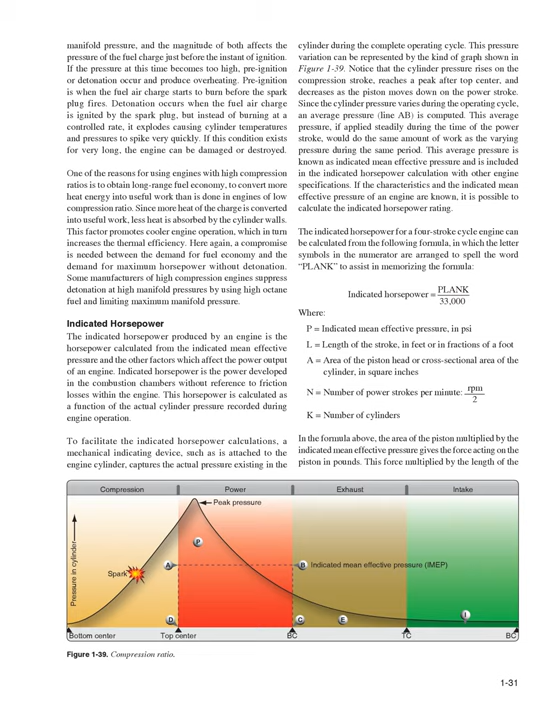 manifold pressure, and the magnitude of both affects the
pressure of the fuel charge just before the instant of ignition.
If the pressure at this time becomes too high, pre-ignition
or detonation occur and produce overheating. Pre-ignition
is when the fuel air charge starts to burn before the spark
plug fires. Detonation occurs when the fuel air charge
is ignited by the spark plug, but instead of burning at a
controlled rate, it explodes causing cylinder temperatures
and pressures to spike very quickly. If this condition exists
for very long, the engine can be damaged or destroyed.
One of the reasons for using engines with high compression
ratios is to obtain long-range fuel economy, to convert more
heat energy into useful work than is done in engines of low
compression ratio. Since more heat of the charge is converted
into useful work, less heat is absorbed by the cylinder walls.
This factor promotes cooler engine operation, which in turn
increases the thermal efficiency. Here again, a compromise
is needed between the demand for fuel economy and the
demand for maximum horsepower without detonation.
Some manufacturers of high compression engines suppress
detonation at high manifold pressures by using high octane
fuel and limiting maximum manifold pressure.
Indicated Horsepower
The indicated horsepower produced by an engine is the
horsepower calculated from the indicated mean effective
pressure and the other factors which affect the power output
of an engine. Indicated horsepower is the power developed
in the combustion chambers without reference to friction
losses within the engine. This horsepower is calculated as
a function of the actual cylinder pressure recorded during
engine operation.
To facilitate the indicated horsepower calculations, a
mechanical indicating device, such as is attached to the
engine cylinder, captures the actual pressure existing in the
cylinder during the complete operating cycle. This pressure
variation can be represented by the kind of graph shown in
Figure 1-39. Notice that the cylinder pressure rises on the
compression stroke, reaches a peak after top center, and
decreases as the piston moves down on the power stroke.
Since the cylinder pressure varies during the operating cycle,
an average pressure (line AB) is computed. This average
pressure, if applied steadily during the time of the power
stroke, would do the same amount of work as the varying
pressure during the same period. This average pressure is
known as indicated mean effective pressure and is included
in the indicated horsepower calculation with other engine
specifications. If the characteristics and the indicated mean
effective pressure of an engine are known, it is possible to
calculate the indicated horsepower rating.
The indicated horsepower for a four-stroke cycle engine can
be calculated from the following formula, in which the letter
symbols in the numerator are arranged to spell the word
“PLANK” to assist in memorizing the formula:
Indicated horsepower = PLANK
33,000
Where:
P = Indicated mean effective pressure, in psi
L = Length of the stroke, in feet or in fractions of a foot
A = Area of the piston head or cross-sectional area of the
cylinder, in square inches
N = Number of power strokes per minute: rpm
2
K = Number of cylinders
In the formula above, the area of the piston multiplied by the
indicated mean effective pressure gives the force acting on the
piston in pounds. This force multiplied by the length of the
Compression Power Exhaust Intake
Peak pressure
P
Pressure in cylinder
Spark
A
B Indicated mean effective pressure (IMEP)
D C E I
Bottom center Top center BC TC BC
Figure 1-39. Compression ratio.
1-31